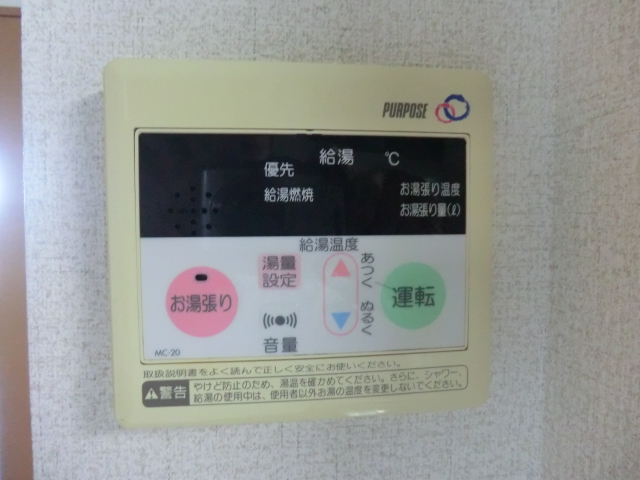 PURPOSE
給湯 ℃
優先
給湯燃焼
お湯張り温度
お湯張り量(ℓ)
給湯温度
湯量
設定
あつく
ぬるく
お湯張り
運転
音量
MC-20
取扱説明書をよく読んで正しく安全にお使いください。
警告
やけど防止のため、湯温を確かめてください。さらに、シャワー、
給湯の使用中は、使用者以外お湯の温度を変更しないでください。